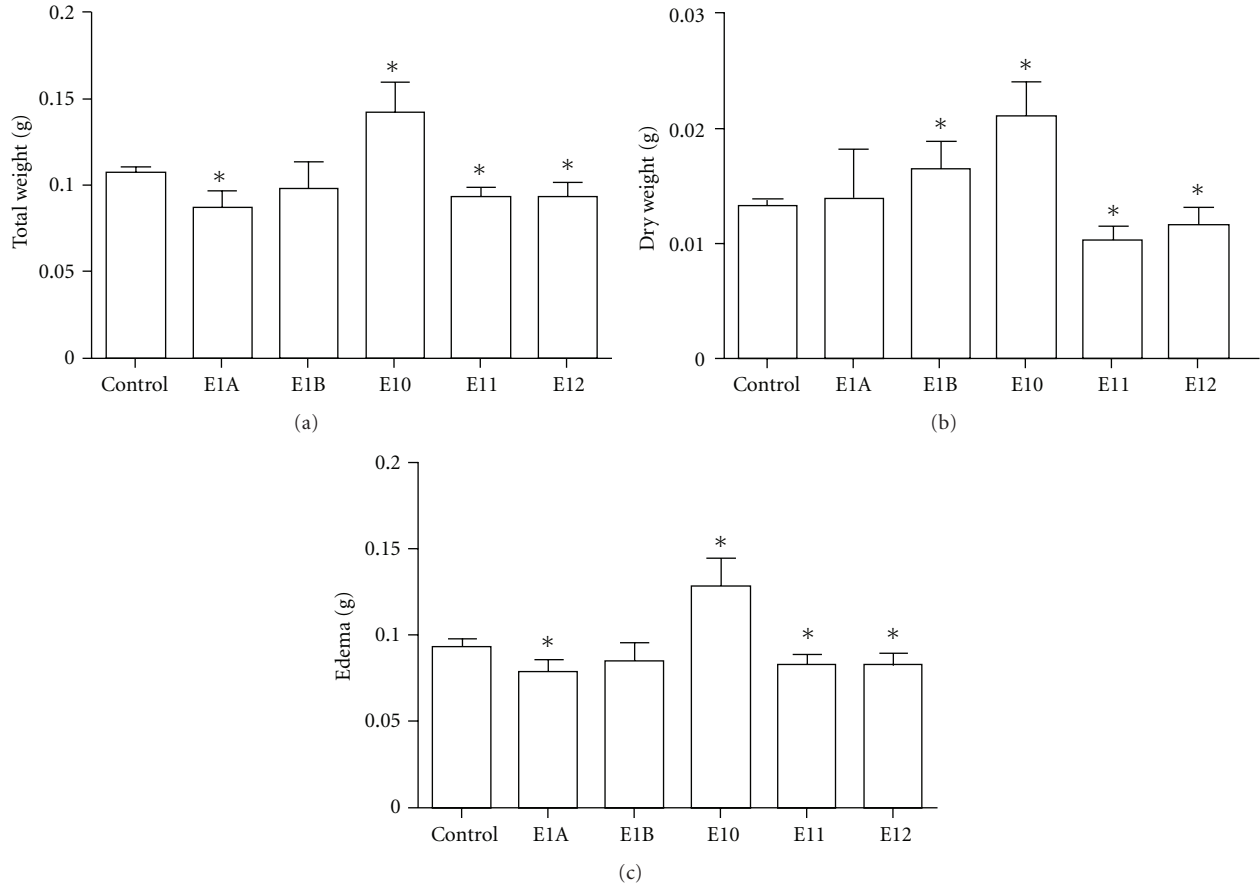 0.2
0.15
0.1
0.05
0
Total weight (g)
* * * *
Control E1A E1B E10 E11 E12
(a)
0.03
0.02
0.01
0
Dry weight (g)
* * * *
Control E1A E1B E10 E11 E12
(b)
0.2
0.15
0.1
0.05
0
Edema (g)
* * * *
Control E1A E1B E10 E11 E12
(c)